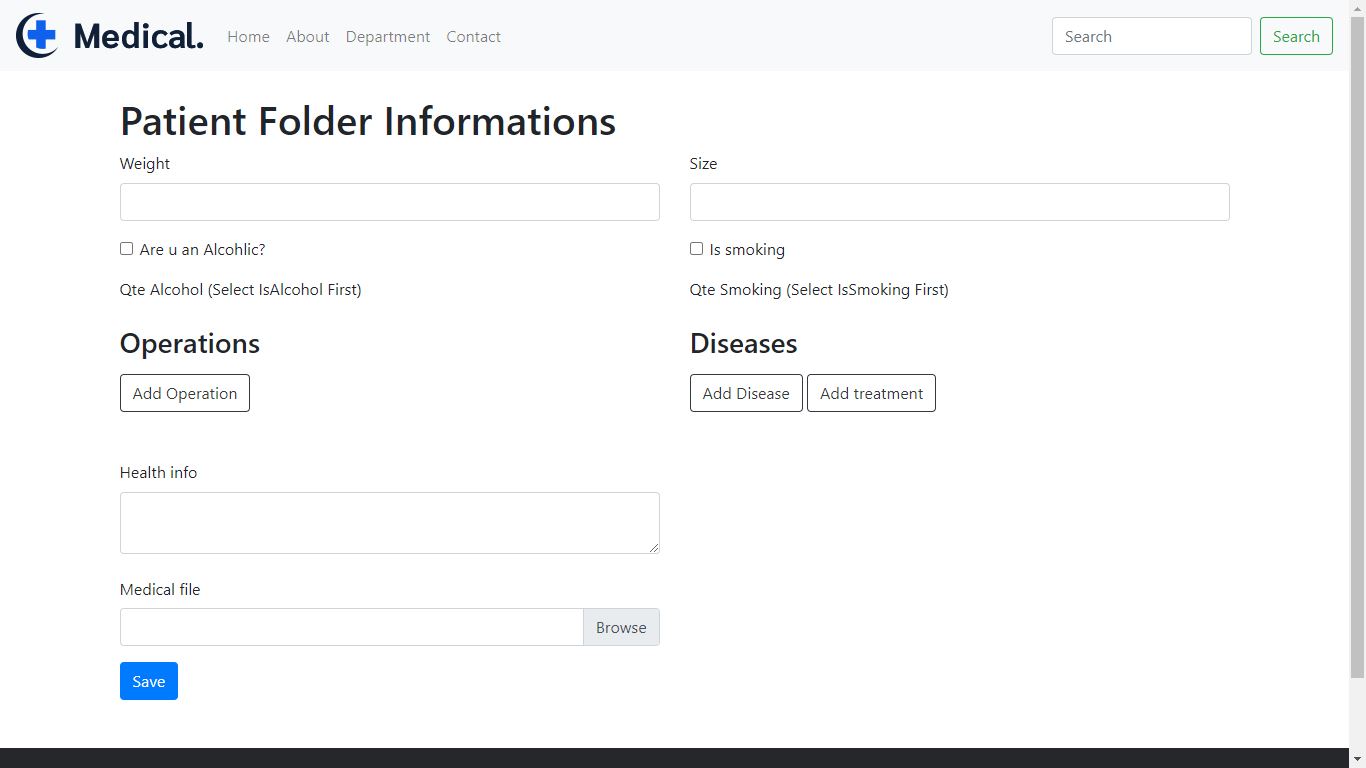 Medical. Home About Department Contact Search Search
Patient Folder Informations
Weight Size
Are u an Alcohlic? Is smoking
Qte Alcohol (Select IsAlcohol First) Qte Smoking (Select IsSmoking First)
Operations Diseases
Add Operation Add Disease Add treatment
Health info
Medical file
Browse
Save